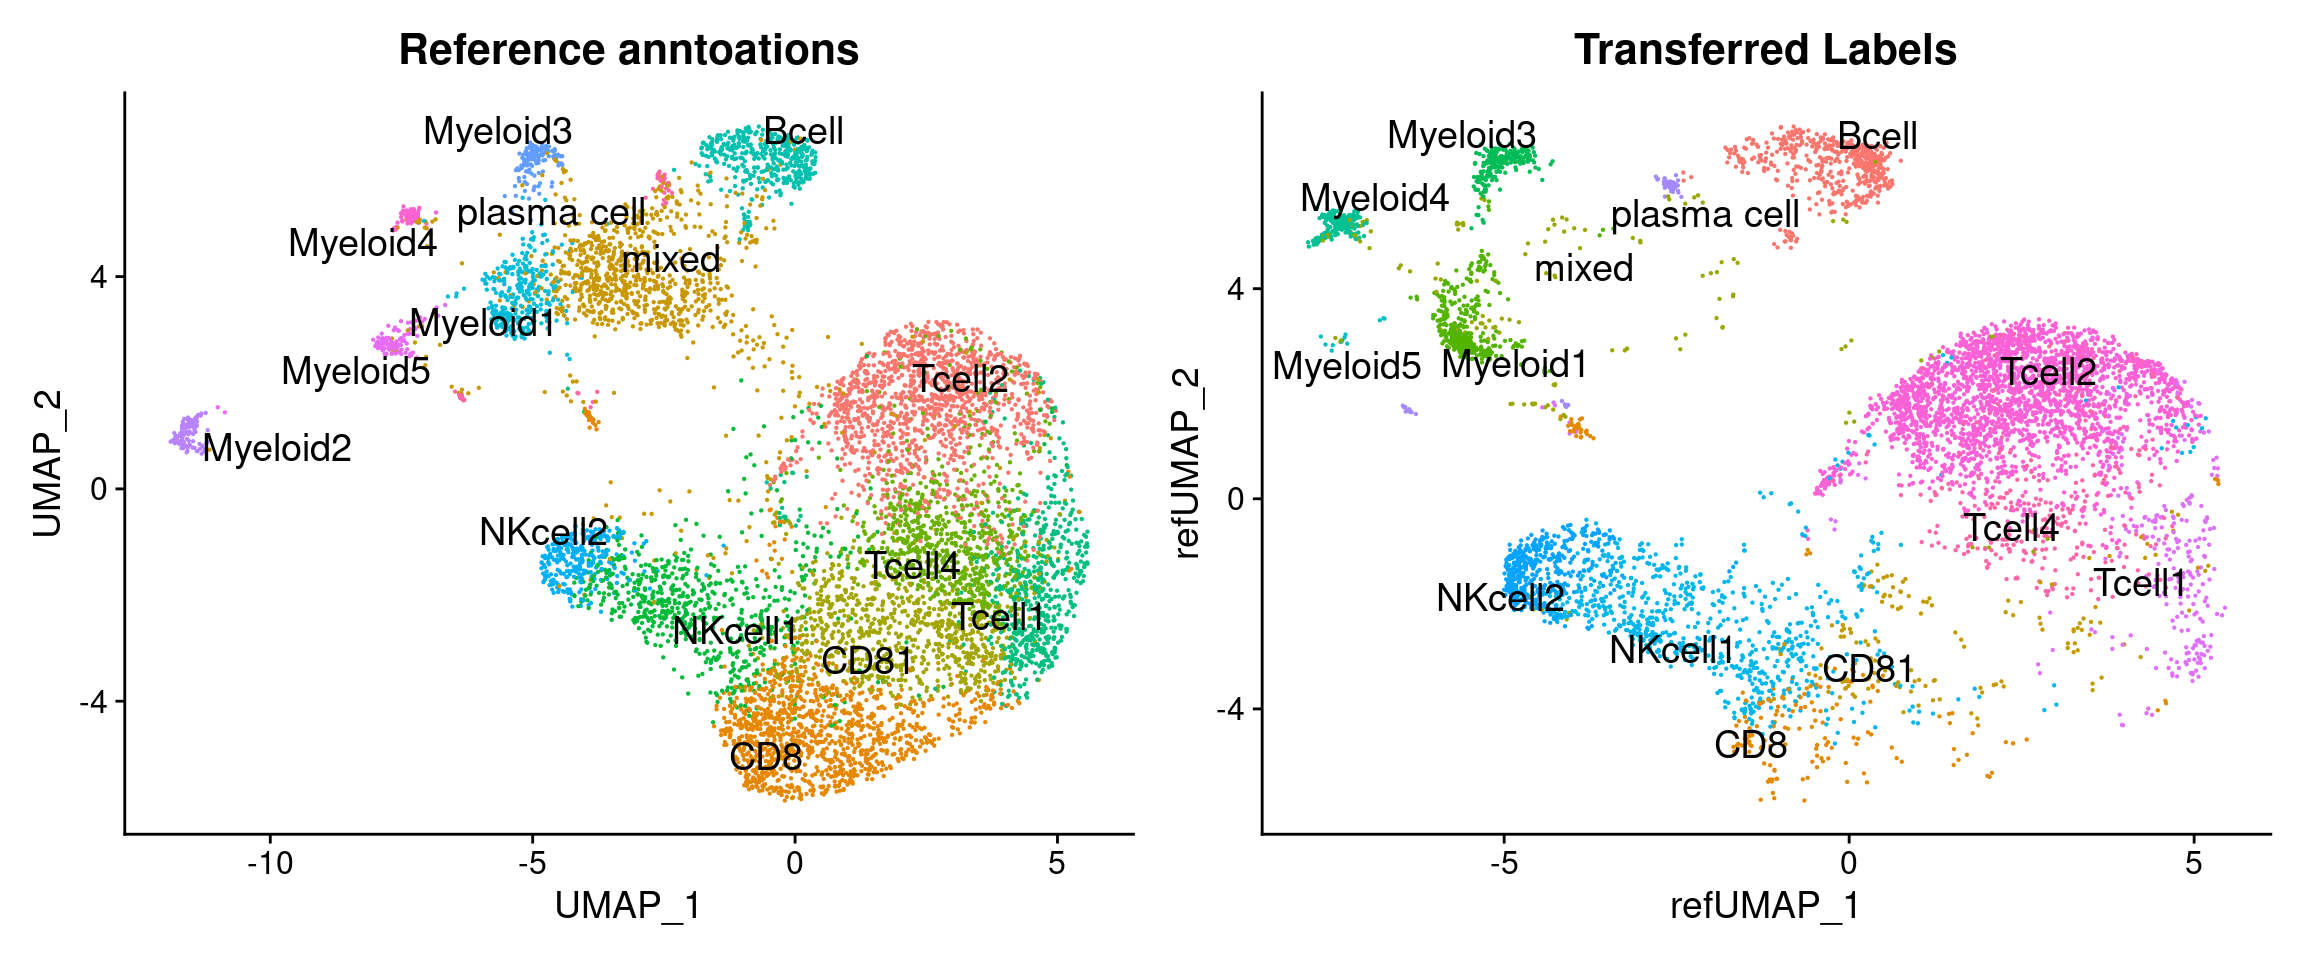 Reference anntoations
Myeloid3
Bcell
plasma cell
Myeloid4
mixed
4
Myeloid1
Myeloid5
Tcell2
Myeloid2
0
NKcell2
Tcell4
Tcell1
NKcell1
CD81
-4
CD8
UMAP_2
-10
-5
0
5
UMAP_1
Transferred Labels
Myeloid3
Bcell
Myeloid4
plasma cell
mixed
4
Myeloid5
Myeloid1
Tcell2
0
Tcell4
Tcell1
NKcell2
NKcell1
CD81
-4
CD8
refUMAP_2
-5
0
5
refUMAP_1